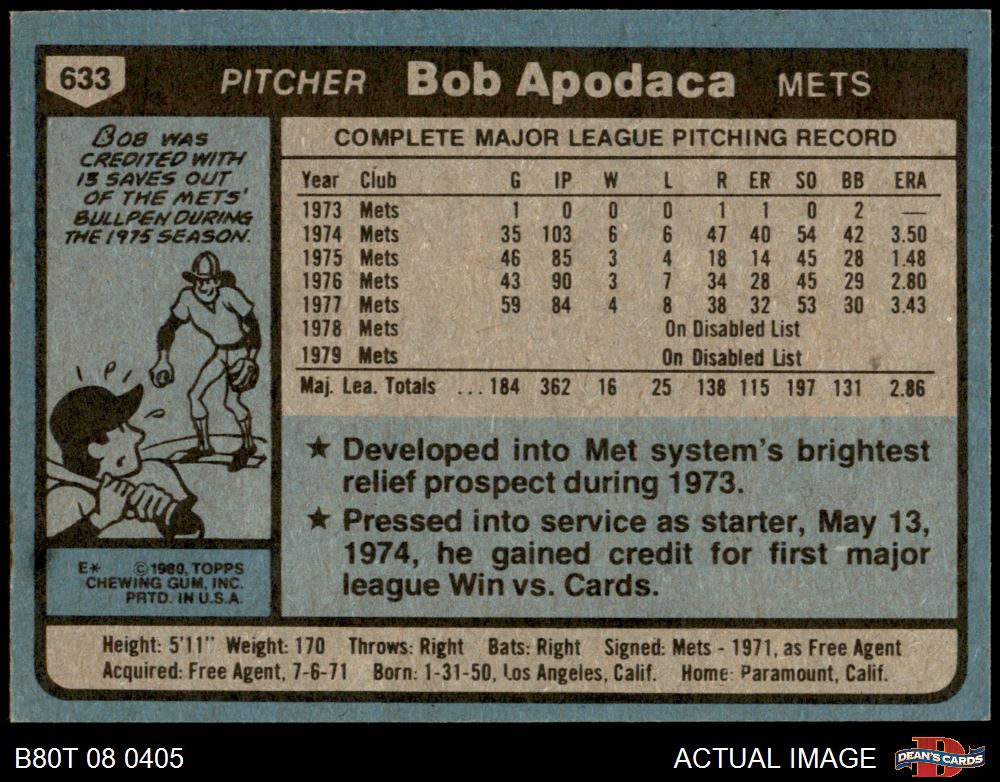 633 PITCHER Bob Apodaca METS
BOB WAS
CREDITED WITH
13 SAVES OUT
OF THE METS'
BULLPEN DURING
THE 1975 SEASON.
E* ©1980, TOPPS
CHEWING GUM, INC.
PRTD. IN U.S.A.
COMPLETE MAJOR LEAGUE PITCHING RECORD
Year Club G IP W L R ER SO BB ERA
1973 Mets 1 0 0 0 1 1 0 2 —
1974 Mets 35 103 6 6 47 40 54 42 3.50
1975 Mets 46 85 3 4 18 14 45 28 1.48
1976 Mets 43 90 3 7 34 28 45 29 2.80
1977 Mets 59 84 4 8 38 32 53 30 3.43
1978 Mets On Disabled List
1979 Mets On Disabled List
Maj. Lea. Totals ...184 362 16 25 138 115 197 131 2.86
★ Developed into Met system's brightest
relief prospect during 1973.
★ Pressed into service as starter, May 13,
1974, he gained credit for first major
league Win vs. Cards.
Height: 5'11" Weight: 170 Throws: Right Bats: Right Signed: Mets - 1971, as Free Agent
Acquired: Free Agent, 7-6-71 Born: 1-31-50, Los Angeles, Calif. Home: Paramount, Calif.
B80T 08 0405 ACTUAL IMAGE D DEAN'S CARDS